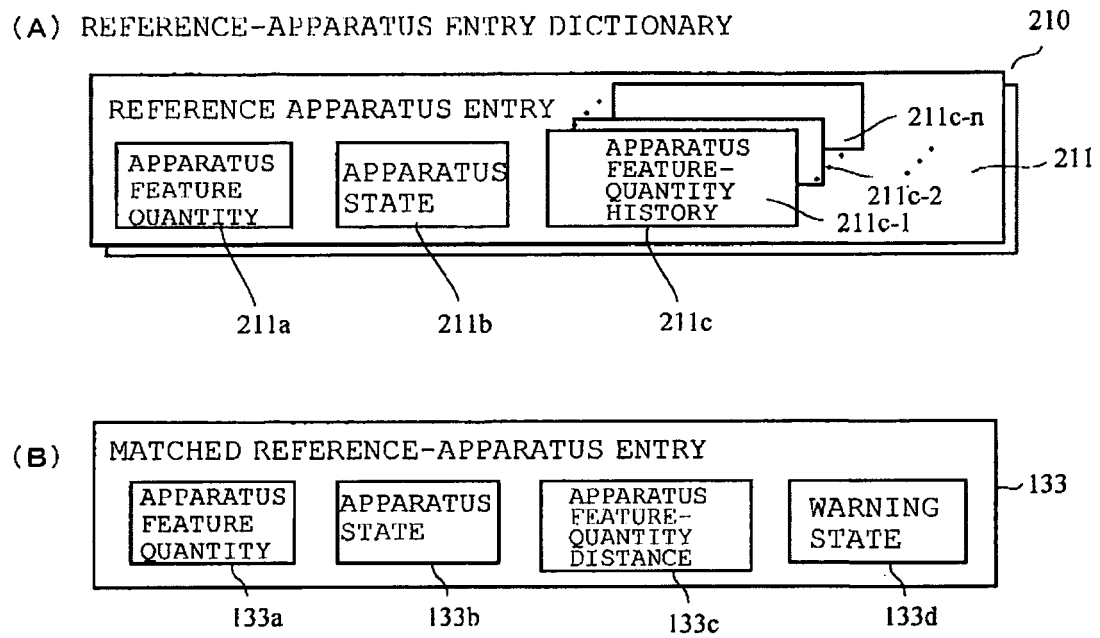 (A) REFERENCE-APPARATUS ENTRY DICTIONARY
210
REFERENCE APPARATUS ENTRY
APPARATUS
FEATURE
QUANTITY
APPARATUS
STATE
APPARATUS
FEATURE-
QUANTITY
HISTORY
211c-n
211c-2
211c-1
211
211a
211b
211c
(B)
MATCHED REFERENCE-APPARATUS ENTRY
APPARATUS
FEATURE
QUANTITY
APPARATUS
STATE
APPARATUS
FEATURE-
QUANTITY
DISTANCE
WARNING
STATE
133
133a
133b
133c
133d